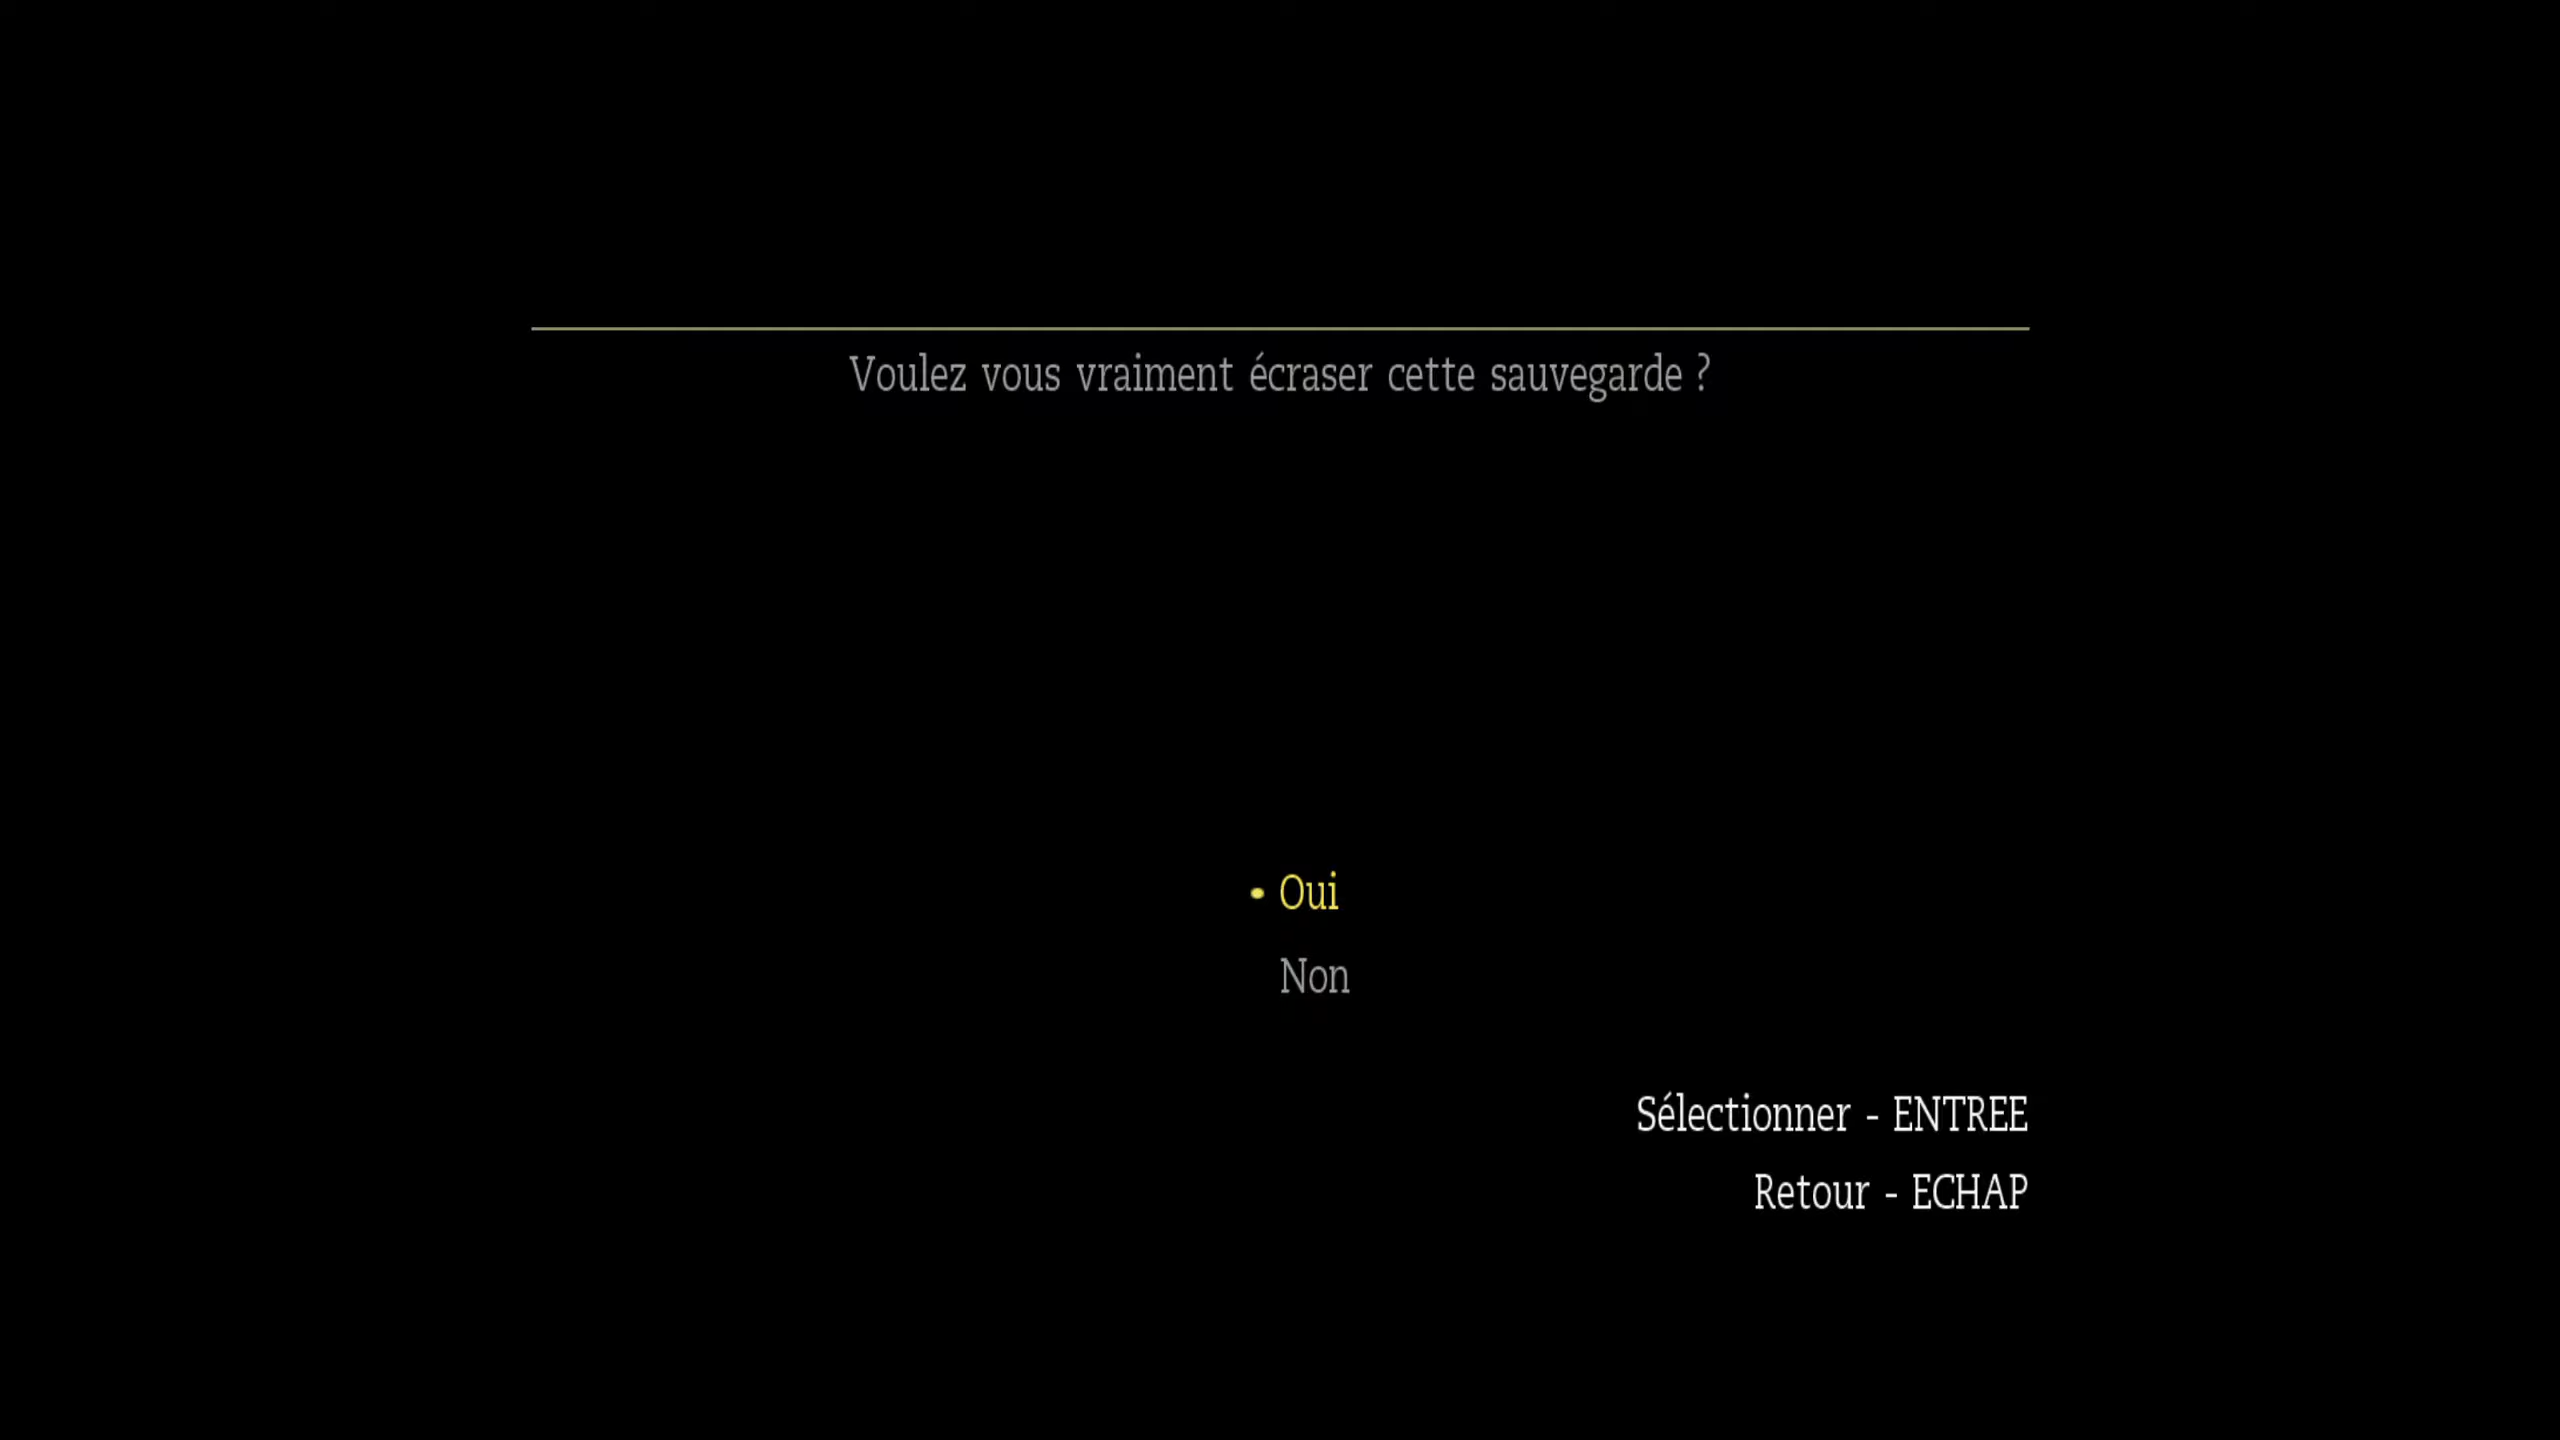 Voulez vous vraiment écraser cette sauvegarde ?
Oui
Non
Sélectionner - ENTREE
Retour - ECHAP